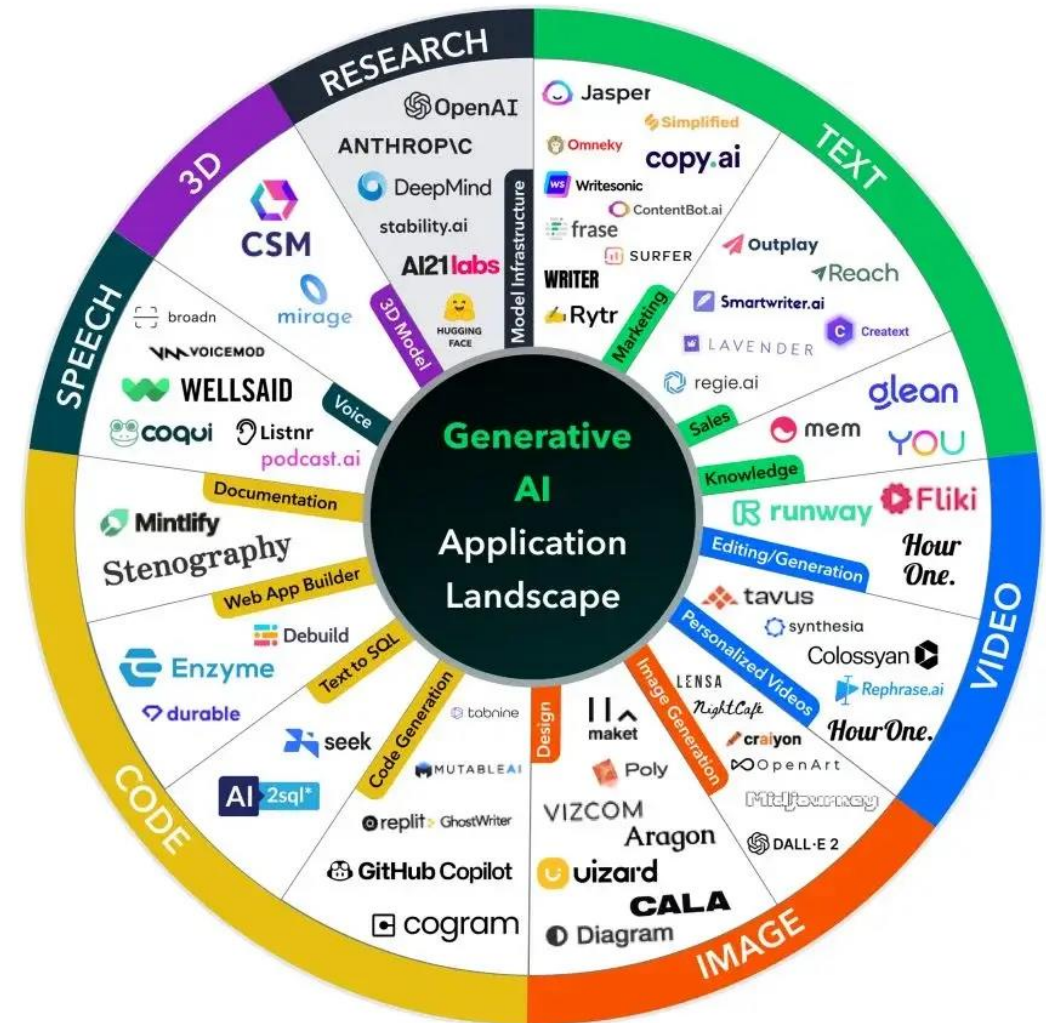 RESEARCH
OpenAI
ANTHROP\C
DeepMind
stability.ai
AI21labs
HUGGING
FACE
Model Infrastructure
TEXT
Jasper
Simplified
Omneky
copy.ai
WS Writesonic
ContentBot.ai
frase
SURFER
WRITER
Rytr
Marketing
Outplay
Reach
Smartwriter.ai
C Creatext
LAVENDER
regie.ai
Sales
glean
mem
YOU
Knowledge
VIDEO
runway
Fliki
Hour
One.
Editing/Generation
tavus
synthesia
Colossyan
Rephrase.ai
HourOne.
Personalized Videos
IMAGE
LENSA
NightCafe
craiyon
OpenArt
Midjourney
DALL·E 2
Image Generation
maket
Poly
VIZCOM
Aragon
uizard
CALA
Diagram
Design
CODE
tabnine
MUTABLEAI
replit GhostWriter
GitHub Copilot
cogram
Code Generation
seek
AI 2sql*
Text to SQL
Debuild
Enzyme
durable
Web App Builder
Mintlify
Stenography
Documentation
SPEECH
broadn
VOICEMOD
WELLSAID
coqui
Listnr
podcast.ai
Voice
3D
CSM
mirage
3D Model
Generative
AI
Application
Landscape